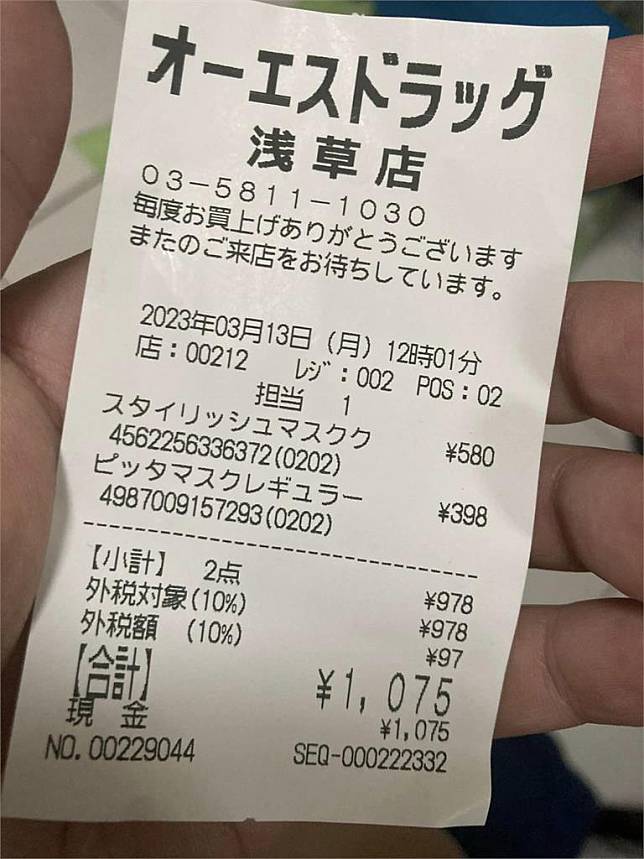 オーエスドラッグ
浅草店
03-5811-1030
毎度お買上げありがとうございます
またのご来店をお待ちしています。
2023年03月13日（月）12時01分
店：00212 ﾚｼﾞ：002 POS：02
担当 1
スタイリッシュマスクク ¥580
4562256336372(0202)
ピッタマスクレギュラー ¥398
4987009157293(0202)
【小計】 2点 ¥978
外税対象(10%) ¥978
外税額 (10%) ¥97
【合計】 ¥1,075
現 金 ¥1,075
NO.00229044 SEQ-000222332